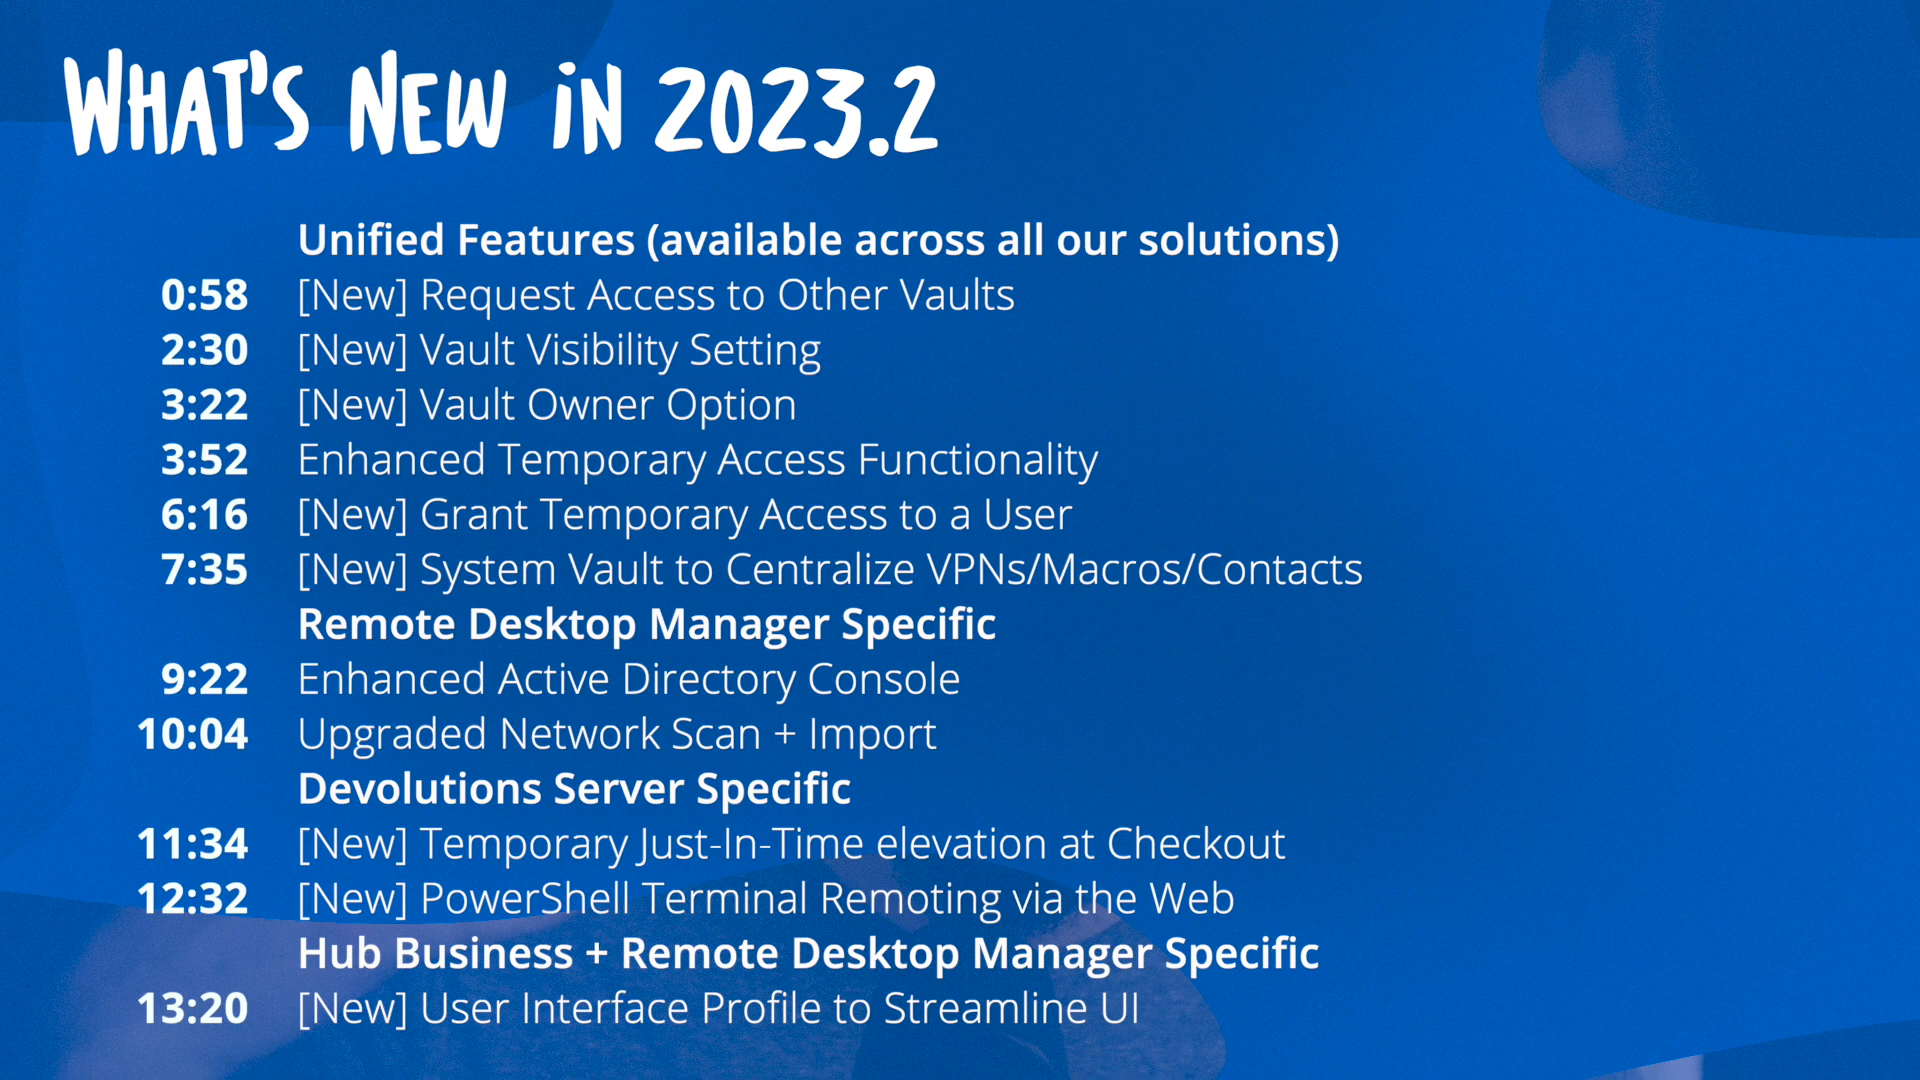 WHAT'S NEW iN 2023.2
Unified Features (available across all our solutions)
0:58 [New] Request Access to Other Vaults
2:30 [New] Vault Visibility Setting
3:22 [New] Vault Owner Option
3:52 Enhanced Temporary Access Functionality
6:16 [New] Grant Temporary Access to a User
7:35 [New] System Vault to Centralize VPNs/Macros/Contacts
Remote Desktop Manager Specific
9:22 Enhanced Active Directory Console
10:04 Upgraded Network Scan + Import
Devolutions Server Specific
11:34 [New] Temporary Just-In-Time elevation at Checkout
12:32 [New] PowerShell Terminal Remoting via the Web
Hub Business + Remote Desktop Manager Specific
13:20 [New] User Interface Profile to Streamline UI